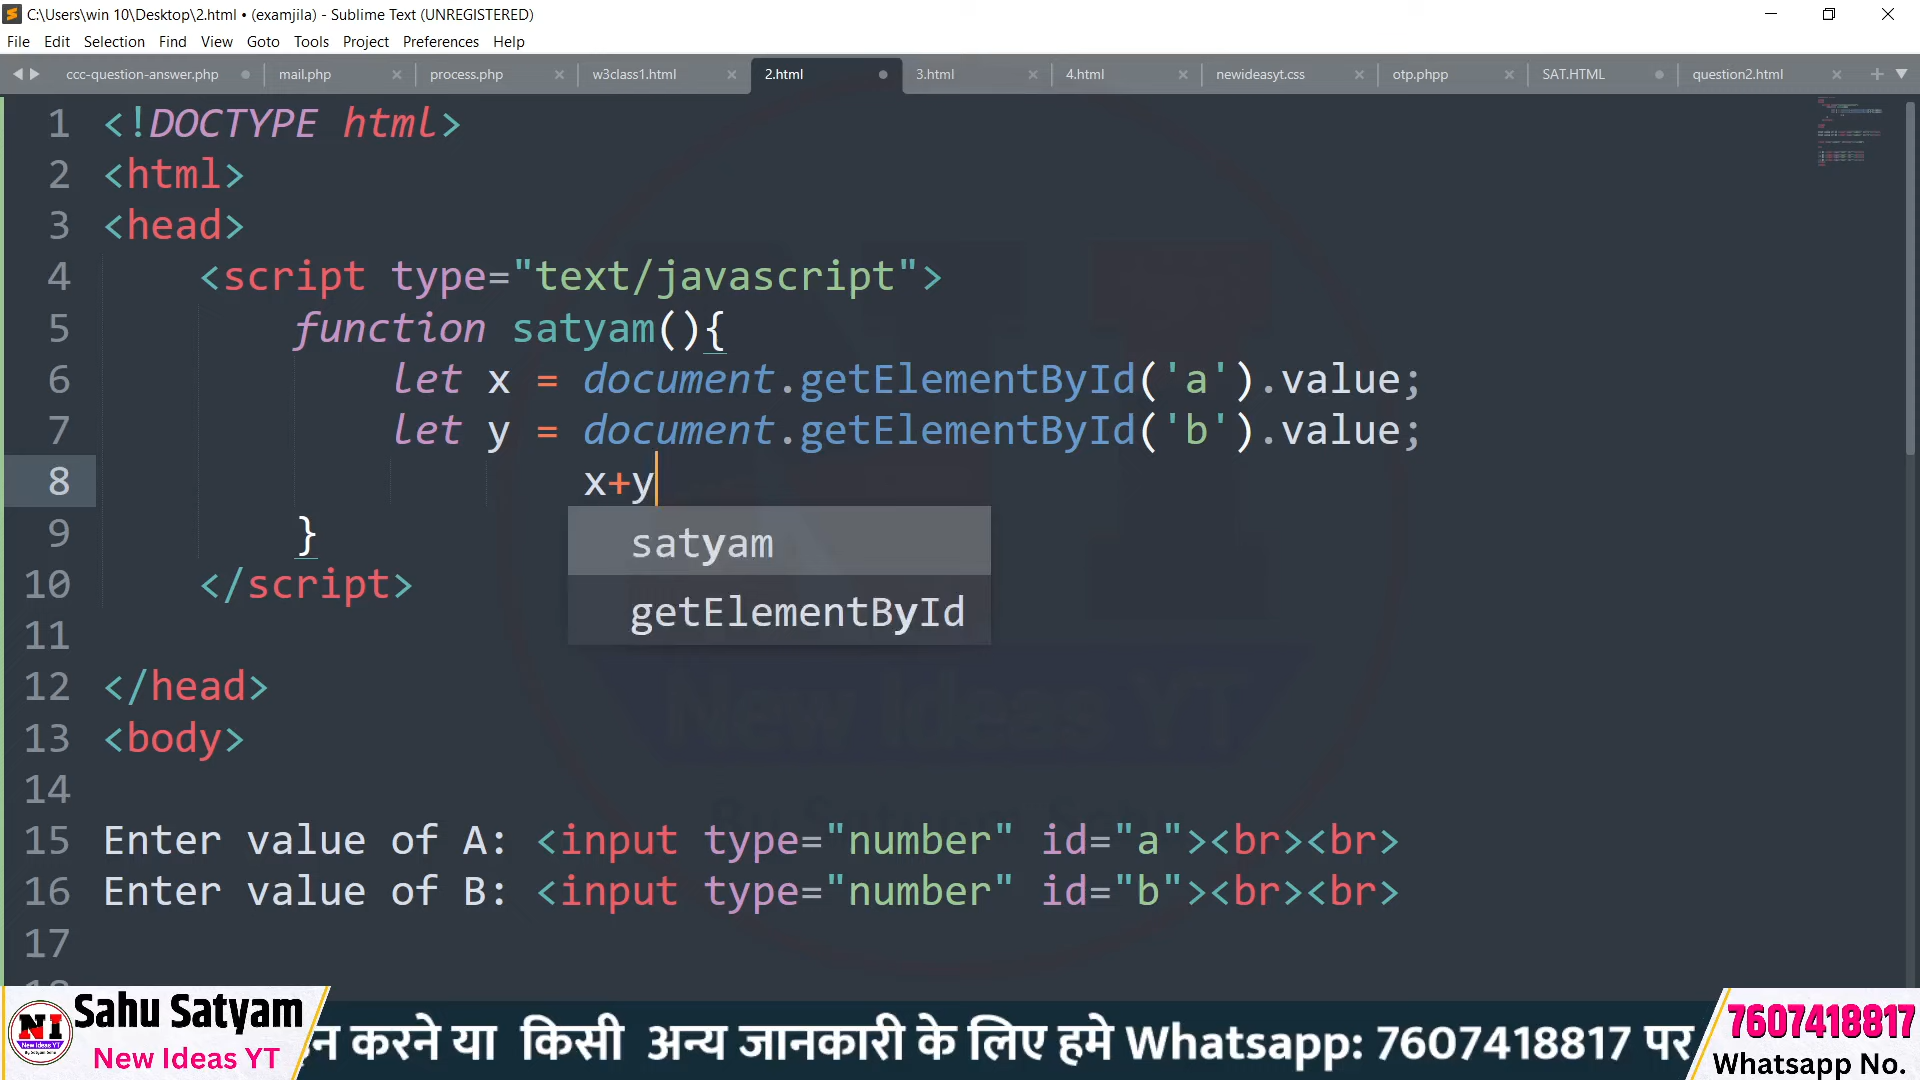 C:\Users\win 10\Desktop\2.html • (examjila) - Sublime Text (UNREGISTERED)
File Edit Selection Find View Goto Tools Project Preferences Help
ccc-question-answer.php mail.php process.php w3class1.html 2.html 3.html 4.html newideasyt.css otp.phpp SAT.HTML question2.html
1 <!DOCTYPE html>
2 <html>
3 <head>
4 <script type="text/javascript">
5 function satyam(){
6 let x = document.getElementById('a').value;
7 let y = document.getElementById('b').value;
8 x+y
satyam
9 }
10 </script>
getElementById
11
12 </head>
13 <body>
14
New Ideas YT
By Satyam Sahu
15 Enter value of A: <input type="number" id="a"><br><br>
16 Enter value of B: <input type="number" id="b"><br><br>
17
Sahu Satyam
New Ideas YT
करने या किसी अन्य जानकारी के लिए हमे Whatsapp: 7607418817 पर
7607418817
Whatsapp No.